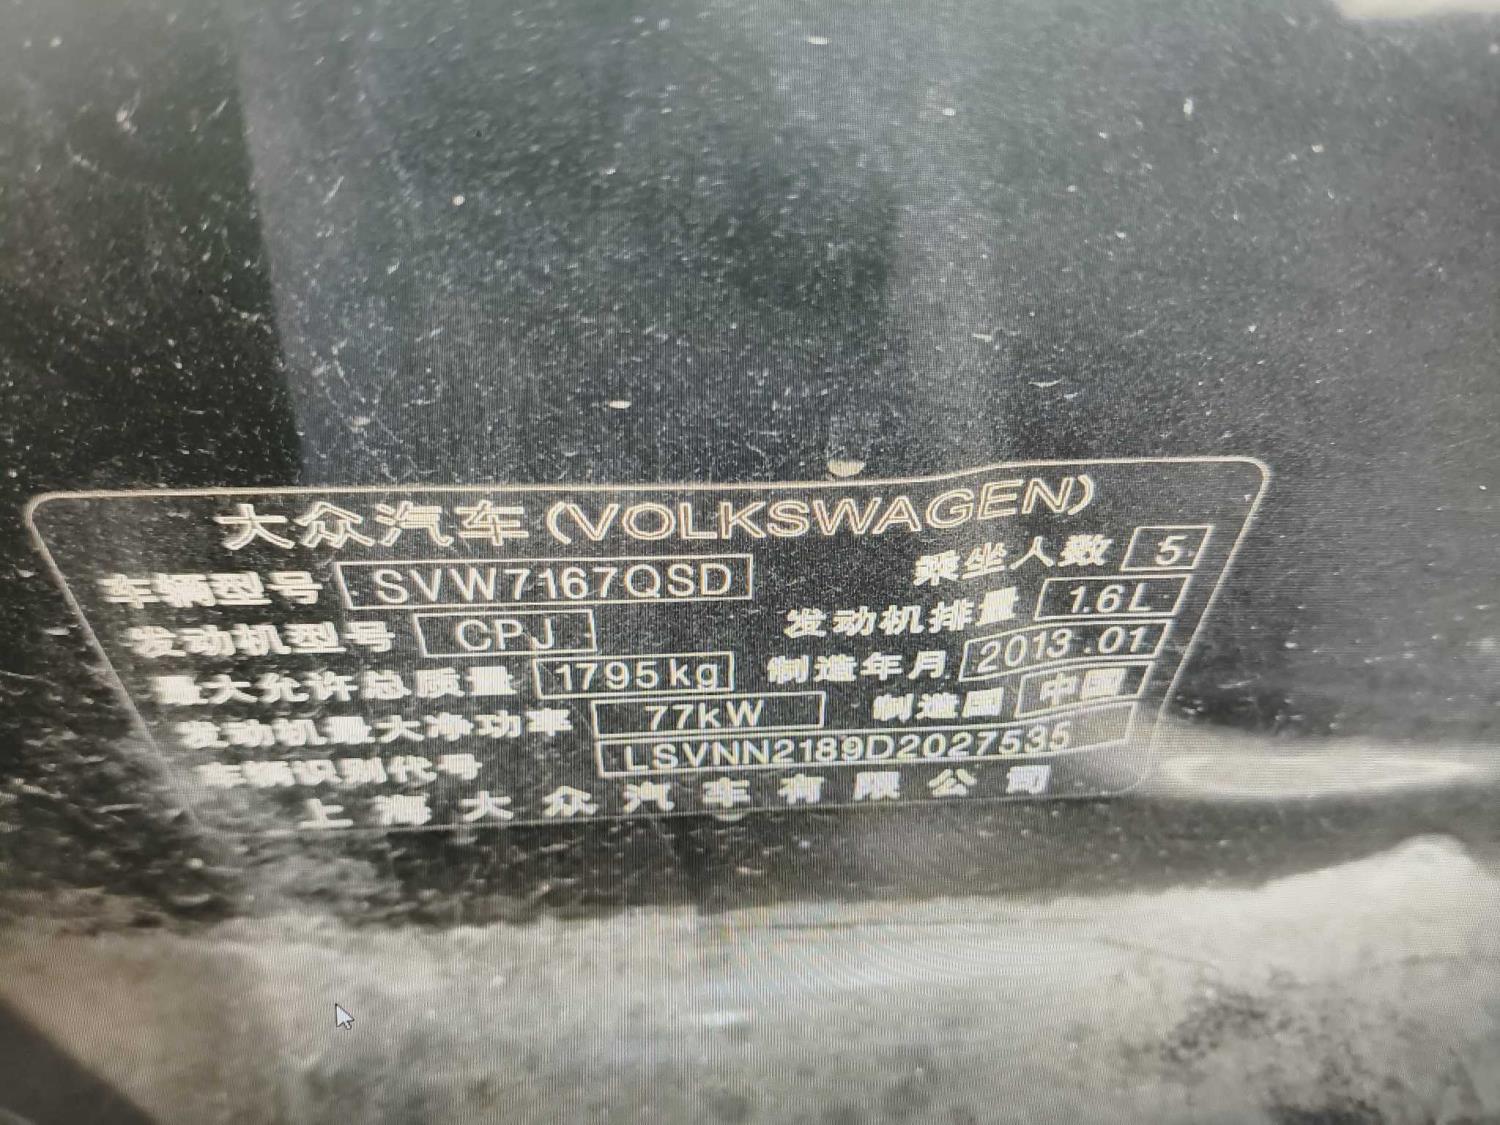 大众汽车(VOLKSWAGEN)
车辆型号 SVW7167QSD 乘坐人数 5
发动机型号 CPJ 发动机排量 1.6L
最大允许总质量 1795kg 制造年月 2013.01
发动机最大净功率 77kW 制造国 中国
车辆识别代号 LSVNN2189D2027535
上海大众汽车有限公司